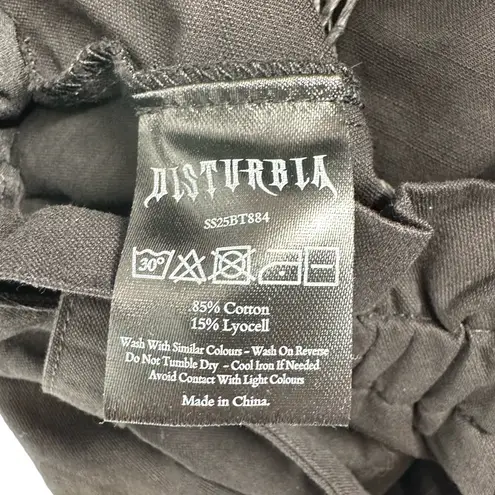 DISTURBIA
SS25BT884
30°
85% Cotton
15% Lyocell
Wash With Similar Colours - Wash On Reverse
Do Not Tumble Dry - Cool Iron If Needed
Avoid Contact With Light Colours
Made in China.